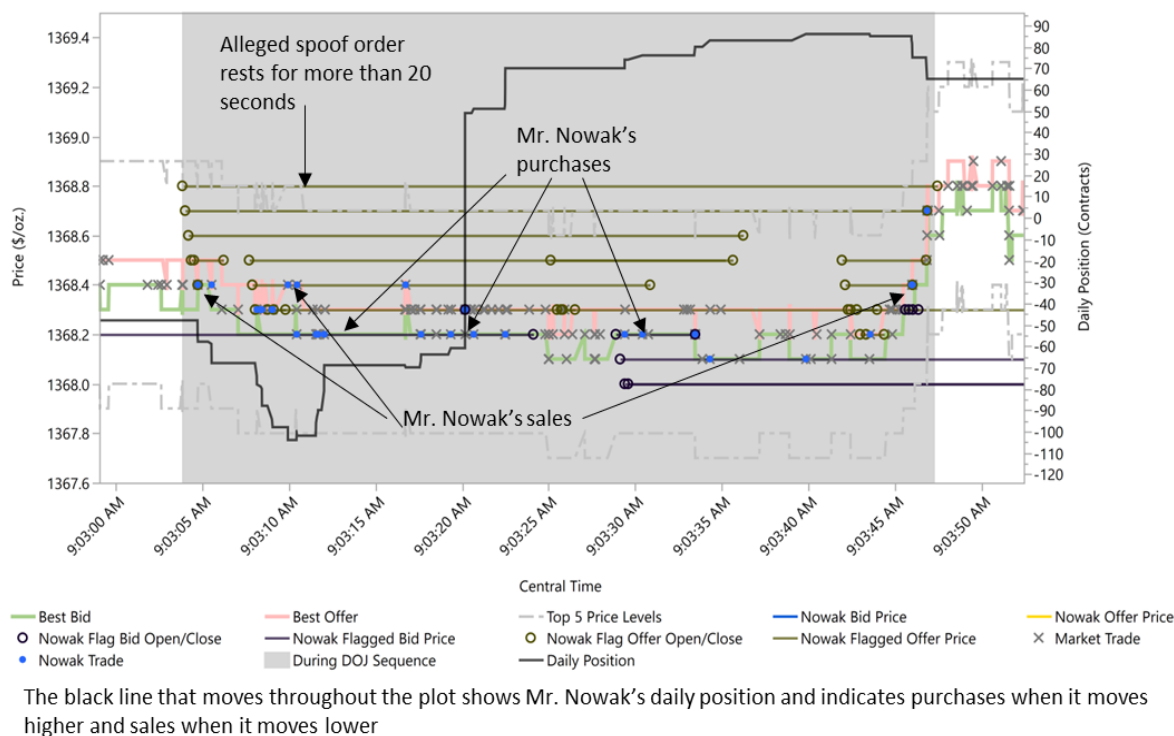 Alleged spoof order
rests for more than 20
seconds
Mr. Nowak's
purchases
Mr. Nowak's sales
Price ($/oz.)
1369.4
1369.2
1369.0
1368.8
1368.6
1368.4
1368.2
1368.0
1367.8
1367.6
Daily Position (Contracts)
90
80
70
60
50
40
30
20
10
0
-10
-20
-30
-40
-50
-60
-70
-80
-90
-100
-110
-120
9:03:00 AM
9:03:05 AM
9:03:10 AM
9:03:15 AM
9:03:20 AM
9:03:25 AM
9:03:30 AM
9:03:35 AM
9:03:40 AM
9:03:45 AM
9:03:50 AM
Central Time
Best Bid Best Offer Top 5 Price Levels Nowak Bid Price Nowak Offer Price
Nowak Flag Bid Open/Close Nowak Flagged Bid Price Nowak Flag Offer Open/Close Nowak Flagged Offer Price Market Trade
Nowak Trade During DOJ Sequence Daily Position
The black line that moves throughout the plot shows Mr. Nowak's daily position and indicates purchases when it moves
higher and sales when it moves lower